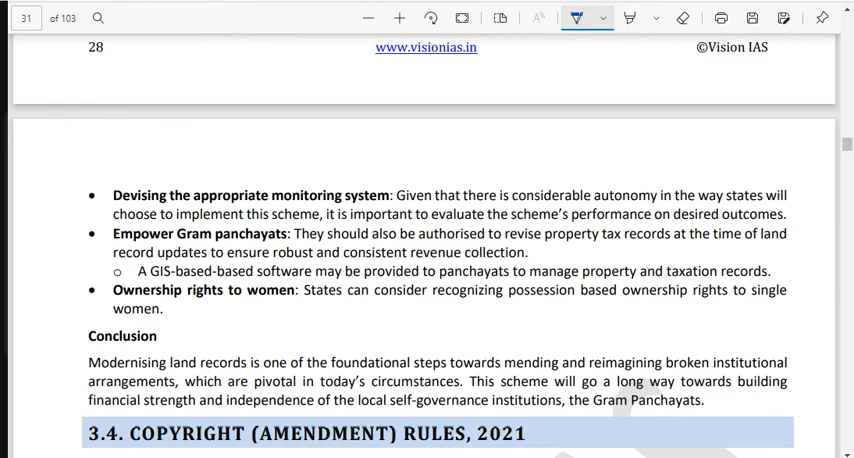 31 of 103
28 www.visionias.in ©Vision IAS
• Devising the appropriate monitoring system: Given that there is considerable autonomy in the way states will
choose to implement this scheme, it is important to evaluate the scheme's performance on desired outcomes.
• Empower Gram panchayats: They should also be authorised to revise property tax records at the time of land
record updates to ensure robust and consistent revenue collection.
o A GIS-based-based software may be provided to panchayats to manage property and taxation records.
• Ownership rights to women: States can consider recognizing possession based ownership rights to single
women.
Conclusion
Modernising land records is one of the foundational steps towards mending and reimagining broken institutional
arrangements, which are pivotal in today's circumstances. This scheme will go a long way towards building
financial strength and independence of the local self-governance institutions, the Gram Panchayats.
3.4. COPYRIGHT (AMENDMENT) RULES, 2021